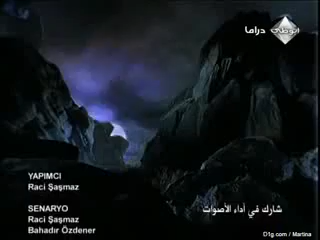 أبوظبي دراما
YAPIMCI
Raci Şaşmaz
SENARYO
Raci Şaşmaz
Bahadır Özdener
شارك في أداء الأصوات
D1g.com / Martina